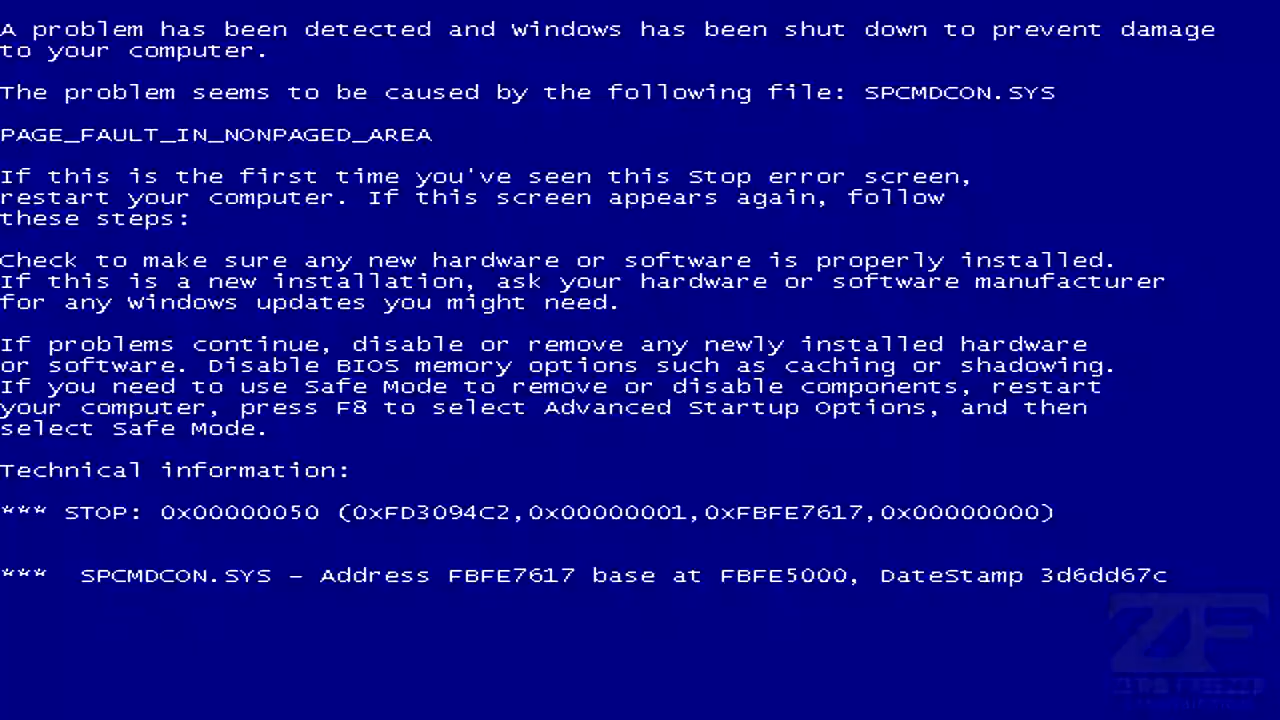 A problem has been detected and Windows has been shut down to prevent damage
to your computer.
The problem seems to be caused by the following file: SPCMDCON.SYS
PAGE_FAULT_IN_NONPAGED_AREA
If this is the first time you've seen this Stop error screen,
restart your computer. If this screen appears again, follow
these steps:
Check to make sure any new hardware or software is properly installed.
If this is a new installation, ask your hardware or software manufacturer
for any Windows updates you might need.
If problems continue, disable or remove any newly installed hardware
or software. Disable BIOS memory options such as caching or shadowing.
If you need to use Safe Mode to remove or disable components, restart
your computer, press F8 to select Advanced Startup Options, and then
select Safe Mode.
Technical information:
*** STOP: 0x00000050 (0xFD3094C2,0x00000001,0xFBFE7617,0x00000000)
*** SPCMDCON.SYS – Address FBFE7617 base at FBFE5000, DateStamp 3d6dd67c
ZF